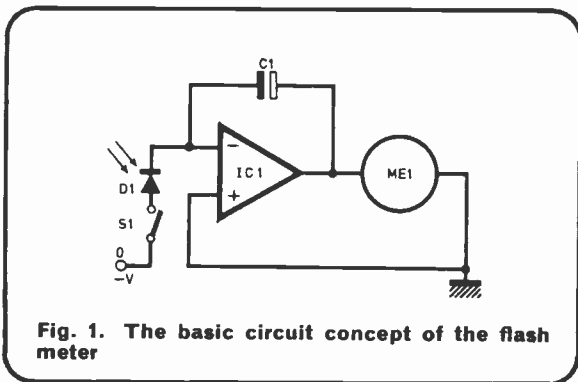 C1
−
IC1
+
ME1
D1
S1
0
−V
Fig. 1. The basic circuit concept of the flash
meter